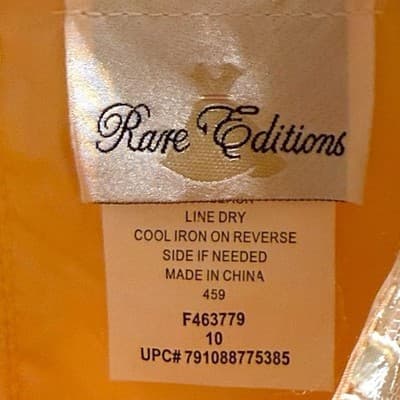 Rare Editions
LINE DRY
COOL IRON ON REVERSE
SIDE IF NEEDED
MADE IN CHINA
459
F463779
10
UPC# 791088775385